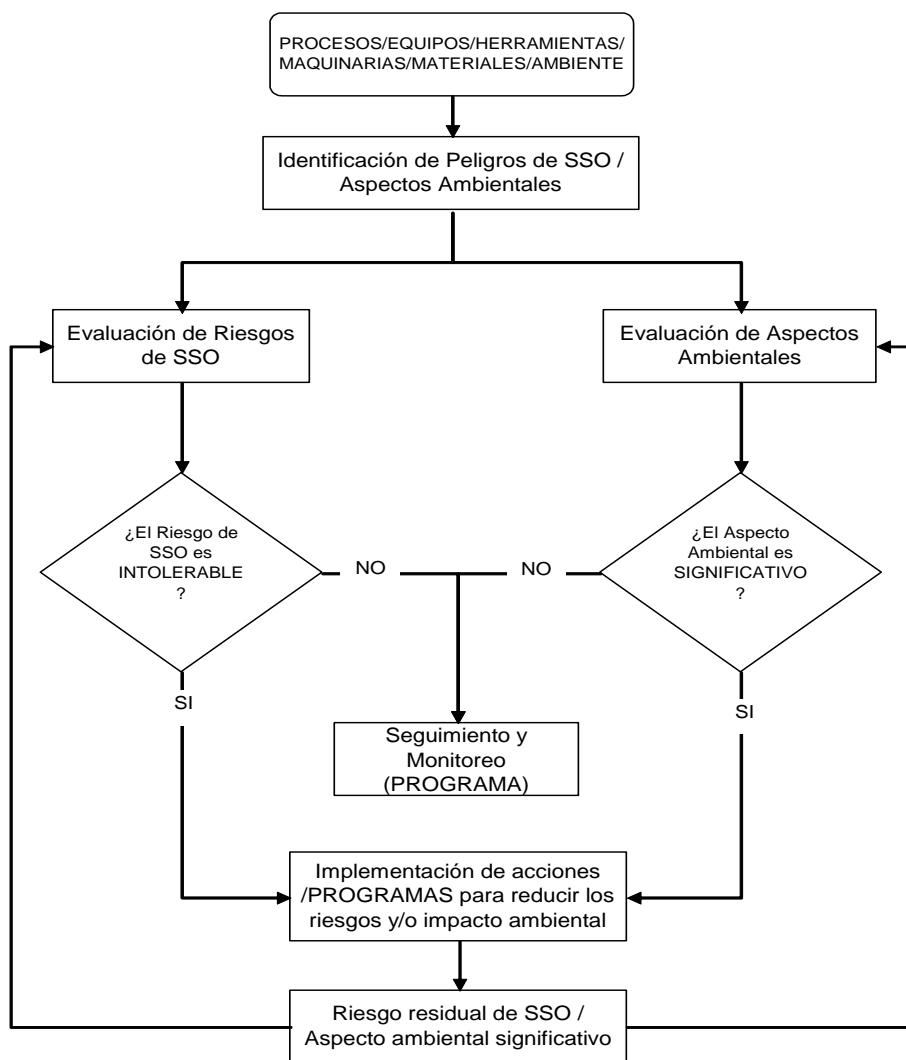 PROCESOS/EQUIPOS/HERRAMIENTAS/
MAQUINARIAS/MATERIALES/AMBIENTE
Identificación de Peligros de SSO /
Aspectos Ambientales
Evaluación de Riesgos
de SSO
Evaluación de Aspectos
Ambientales
¿El Riesgo de
SSO es
INTOLERABLE
?
NO
NO
¿El Aspecto
Ambiental es
SIGNIFICATIVO
?
SI
SI
Seguimiento y
Monitoreo
(PROGRAMA)
Implementación de acciones
/PROGRAMAS para reducir los
riesgos y/o impacto ambiental
Riesgo residual de SSO /
Aspecto ambiental significativo